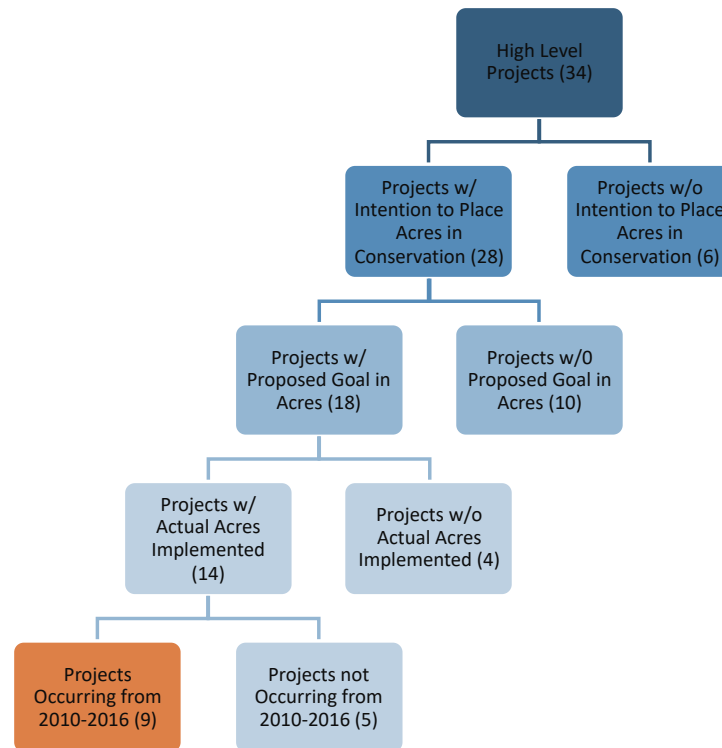 High Level
Projects (34)
Projects w/
Intention to Place
Acres in
Conservation (28)
Projects w/o
Intention to Place
Acres in
Conservation (6)
Projects w/
Proposed Goal in
Acres (18)
Projects w/0
Proposed Goal in
Acres (10)
Projects w/
Actual Acres
Implemented
(14)
Projects w/o
Actual Acres
Implemented (4)
Projects
Occurring from
2010-2016 (9)
Projects not
Occurring from
2010-2016 (5)